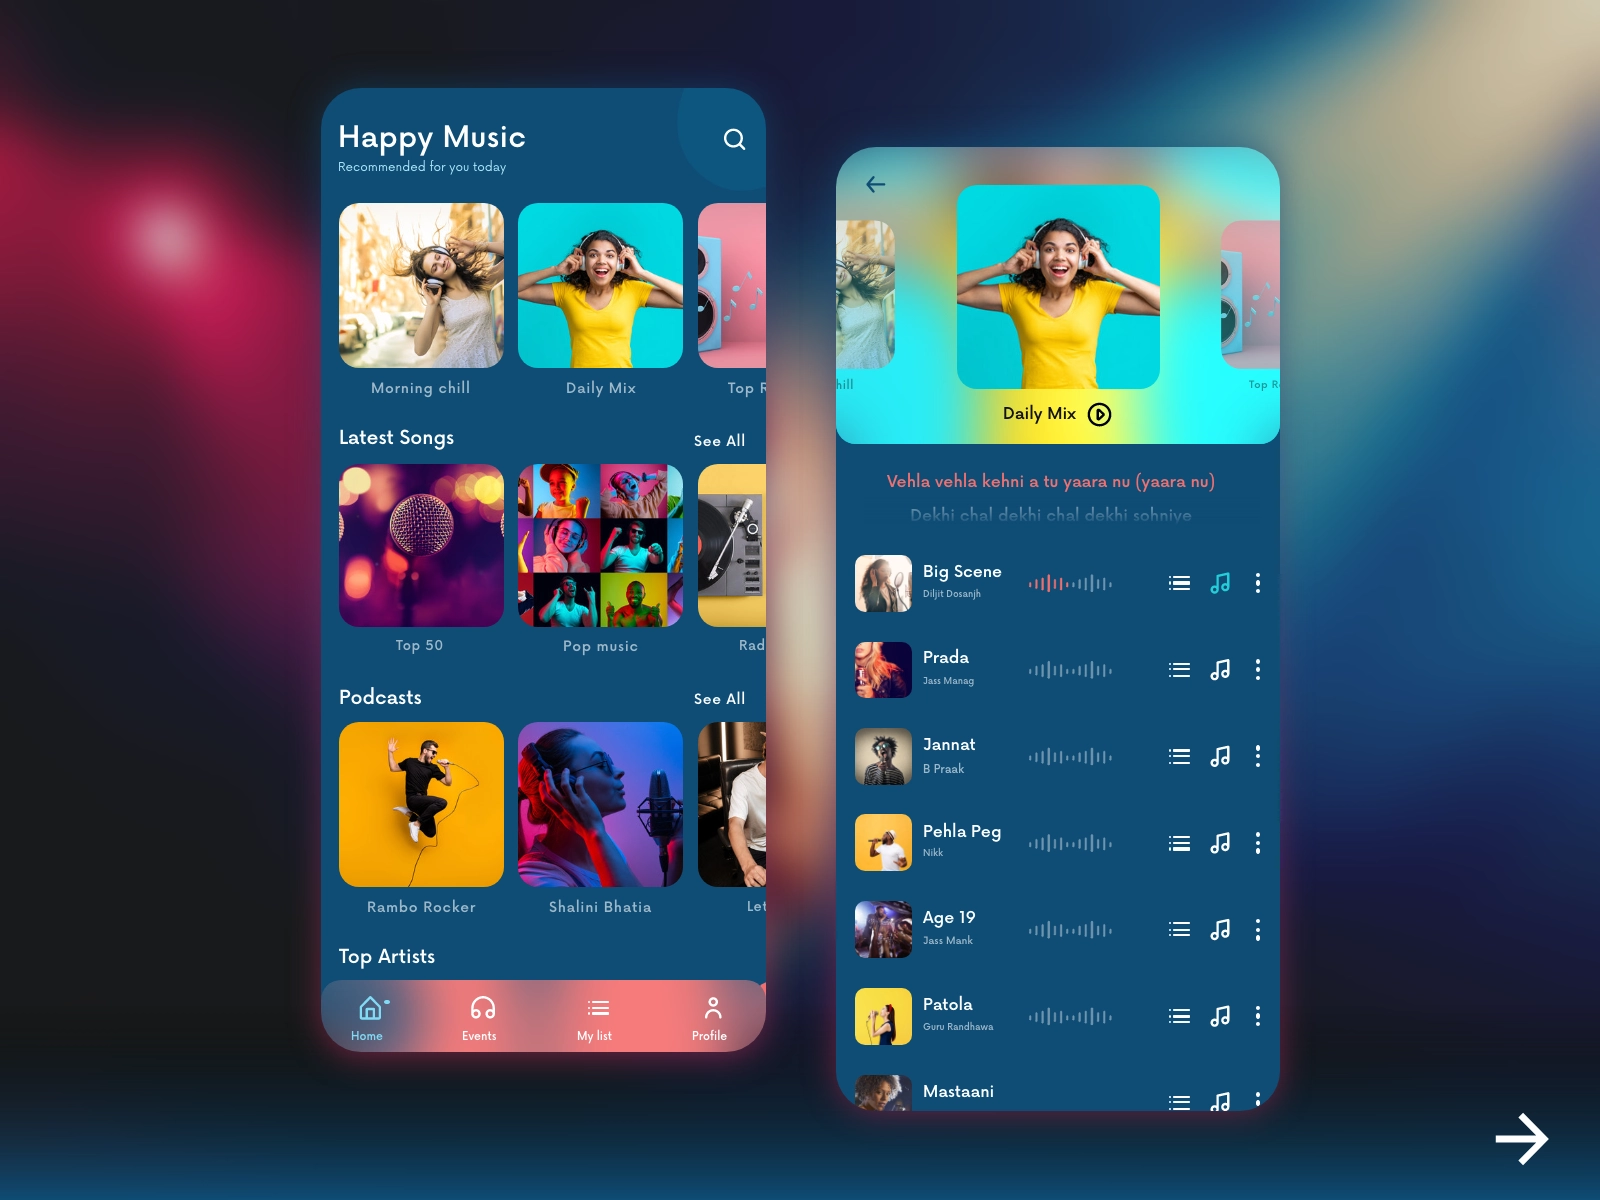 Happy Music
Recommended for you today
Morning chill
Daily Mix
Top R
Latest Songs
See All
Top 50
Pop music
Rad
Podcasts
See All
Rambo Rocker
Shalini Bhatia
Let
Top Artists
Home
Events
My list
Profile
hill
Top R
Daily Mix
Vehla vehla kehni a tu yaara nu (yaara nu)
Dekhi chal dekhi chal dekhi sohniye
Big Scene
Diljit Dosanjh
Prada
Jass Manag
Jannat
B Praak
Pehla Peg
Nikk
Age 19
Jass Mank
Patola
Guru Randhawa
Mastaani